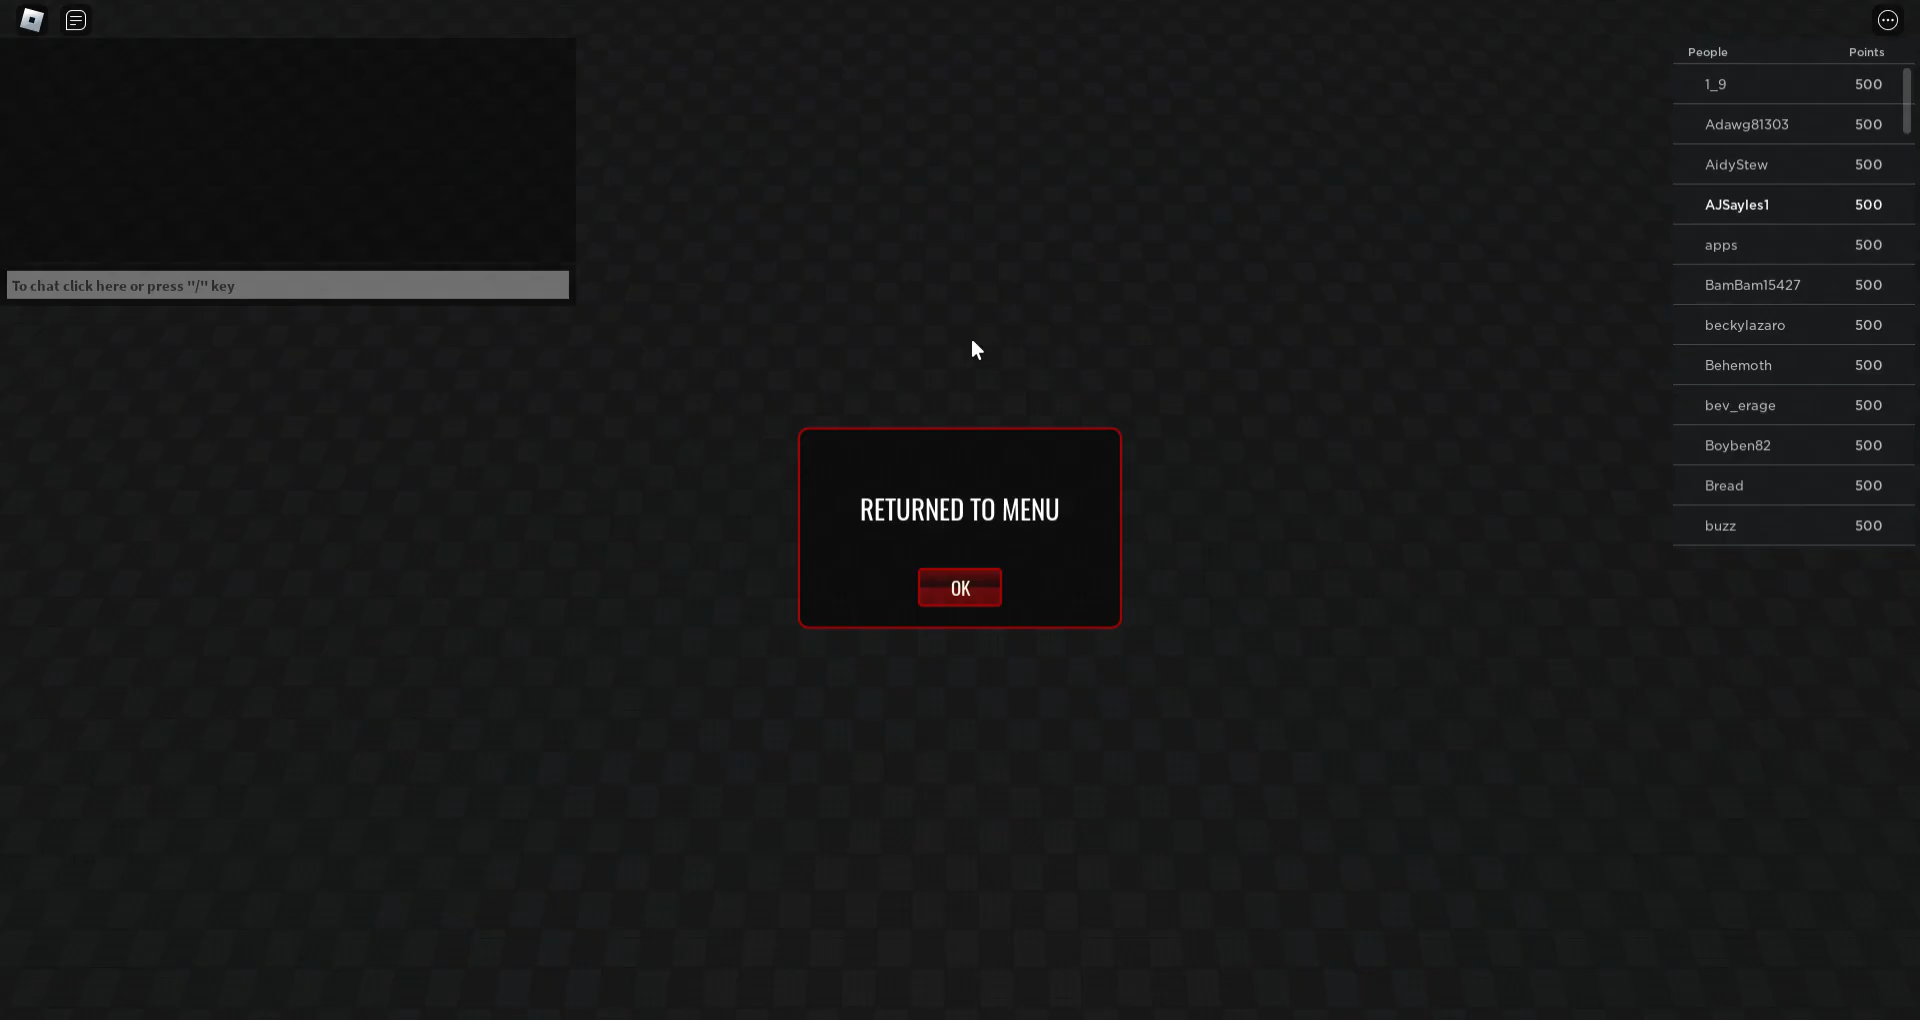 People Points
1_9 500
Adawg81303 500
AidyStew 500
AJSayles1 500
apps 500
BamBam15427 500
beckylazaro 500
Behemoth 500
bev_erage 500
Boyben82 500
Bread 500
buzz 500
To chat click here or press "/" key
RETURNED TO MENU
OK